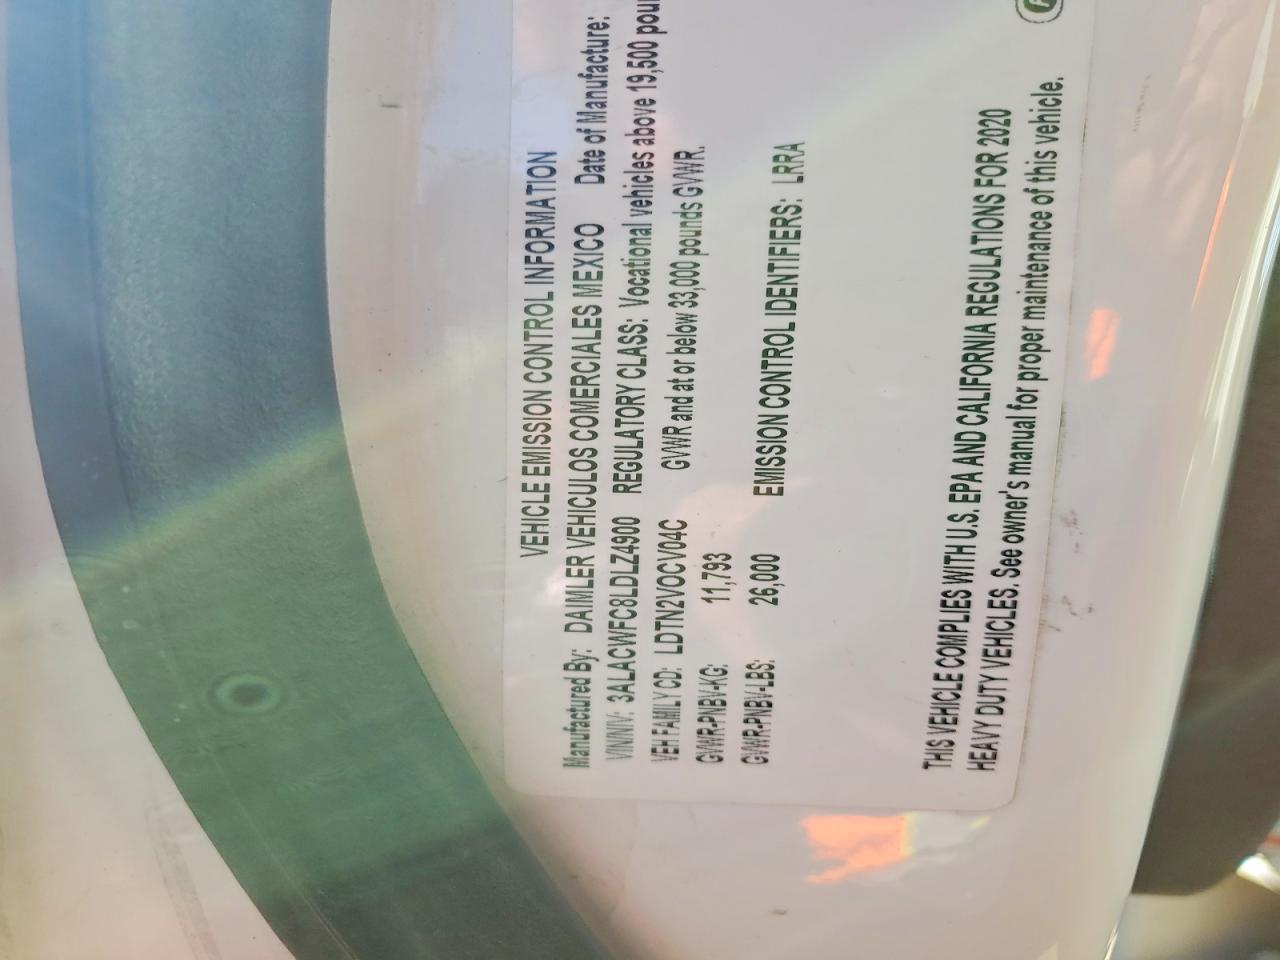 VEHICLE EMISSION CONTROL INFORMATION
Manufactured By: DAIMLER VEHICULOS COMERCIALES MEXICO Date of Manufacture:
VIN/NIV: 3ALACWFC8LDLZ4900 REGULATORY CLASS: Vocational vehicles above 19,500 pou
VEH FAMILY CD: LDTN2VOCV04C GVWR and at or below 33,000 pounds GVWR.
GVWR-PNBV-KG: 11,793
GVWR-PNBV-LBS: 26,000 EMISSION CONTROL IDENTIFIERS: LRRA
THIS VEHICLE COMPLIES WITH U.S. EPA AND CALIFORNIA REGULATIONS FOR 2020
HEAVY DUTY VEHICLES. See owner's manual for proper maintenance of this vehicle.